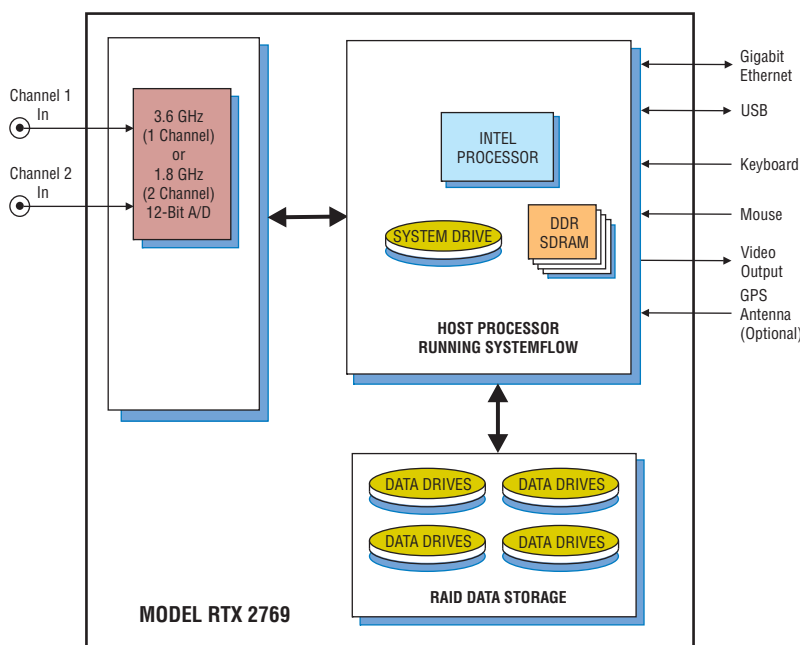 Channel 1
In
Channel 2
In
3.6 GHz
(1 Channel)
or
1.8 GHz
(2 Channel)
12-Bit A/D
INTEL
PROCESSOR
SYSTEM DRIVE
DDR
SDRAM
HOST PROCESSOR
RUNNING SYSTEMFLOW
Gigabit
Ethernet
USB
Keyboard
Mouse
Video
Output
GPS
Antenna
(Optional)
DATA DRIVES
DATA DRIVES
DATA DRIVES
DATA DRIVES
RAID DATA STORAGE
MODEL RTX 2769